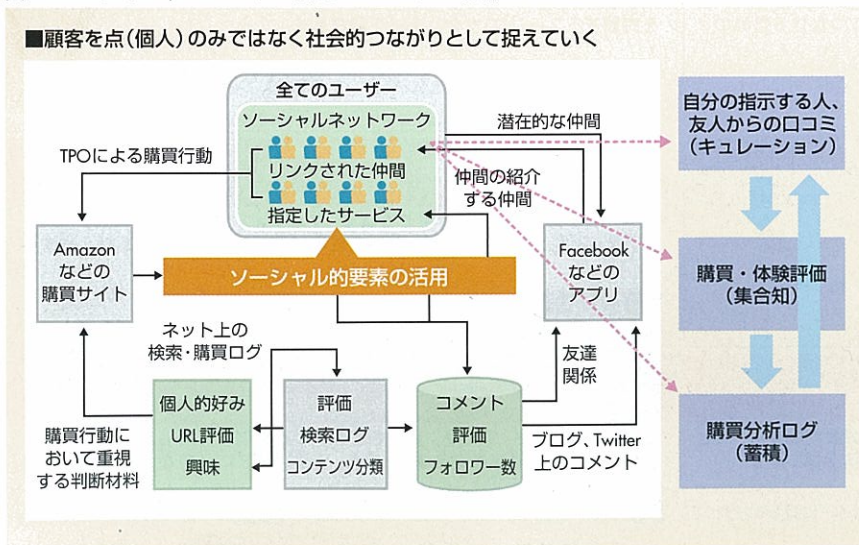 ■顧客を点(個人)のみではなく社会的つながりとして捉えていく
全てのユーザー
ソーシャルネットワーク
リンクされた仲間
指定したサービス
TPOによる購買行動
潜在的な仲間
仲間の紹介
する仲間
Amazon
などの
購買サイト
ソーシャル的要素の活用
Facebook
などの
アプリ
ネット上の
検索・購買ログ
友達
関係
個人的好み
URL評価
興味
評価
検索ログ
コンテンツ分類
コメント
評価
フォロワー数
購買行動に
おいて重視
する判断材料
ブログ、Twitter
上のコメント
自分の指示する人、
友人からの口コミ
(キュレーション)
購買・体験評価
(集合知)
購買分析ログ
(蓄積)